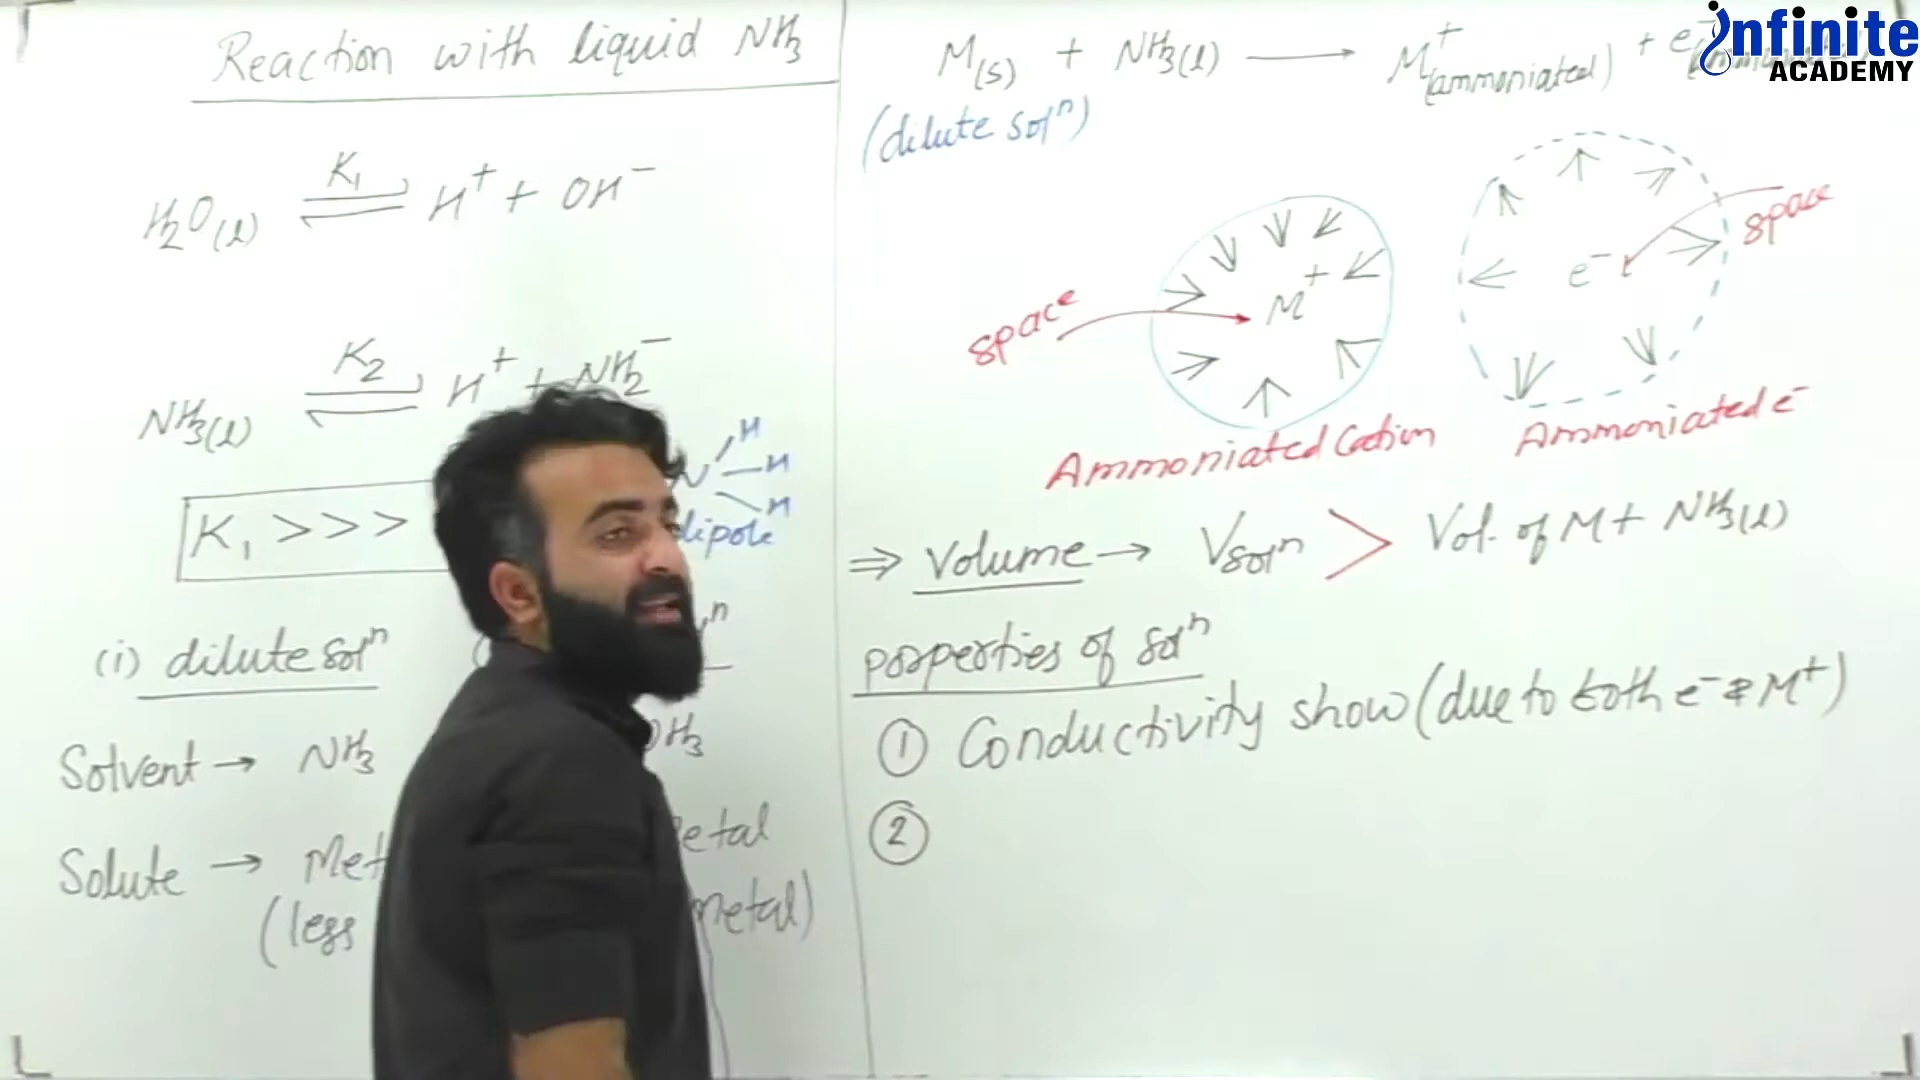 Reaction with liquid NH₃
H₂O(l) ⇌ H⁺ + OH⁻
K₁
NH₃(l) ⇌ H⁺ + NH₂⁻
K₂
K₁ >>>
H
H
H
dipole
(i) dilute solⁿ
Solvent → NH₃
Solute → Met
etal
(less
metal)
M(s) + NH₃(l) ⟶ M⁺(ammoniated) + e⁻
(dilute solⁿ)
space
M⁺
e⁻
space
Ammoniated Cation
Ammoniated e⁻
⇒ Volume → Vsolⁿ > Vol. of M + NH₃(l)
properties of solⁿ
① Conductivity show (due to both e⁻ & M⁺)
②
infinite
ACADEMY